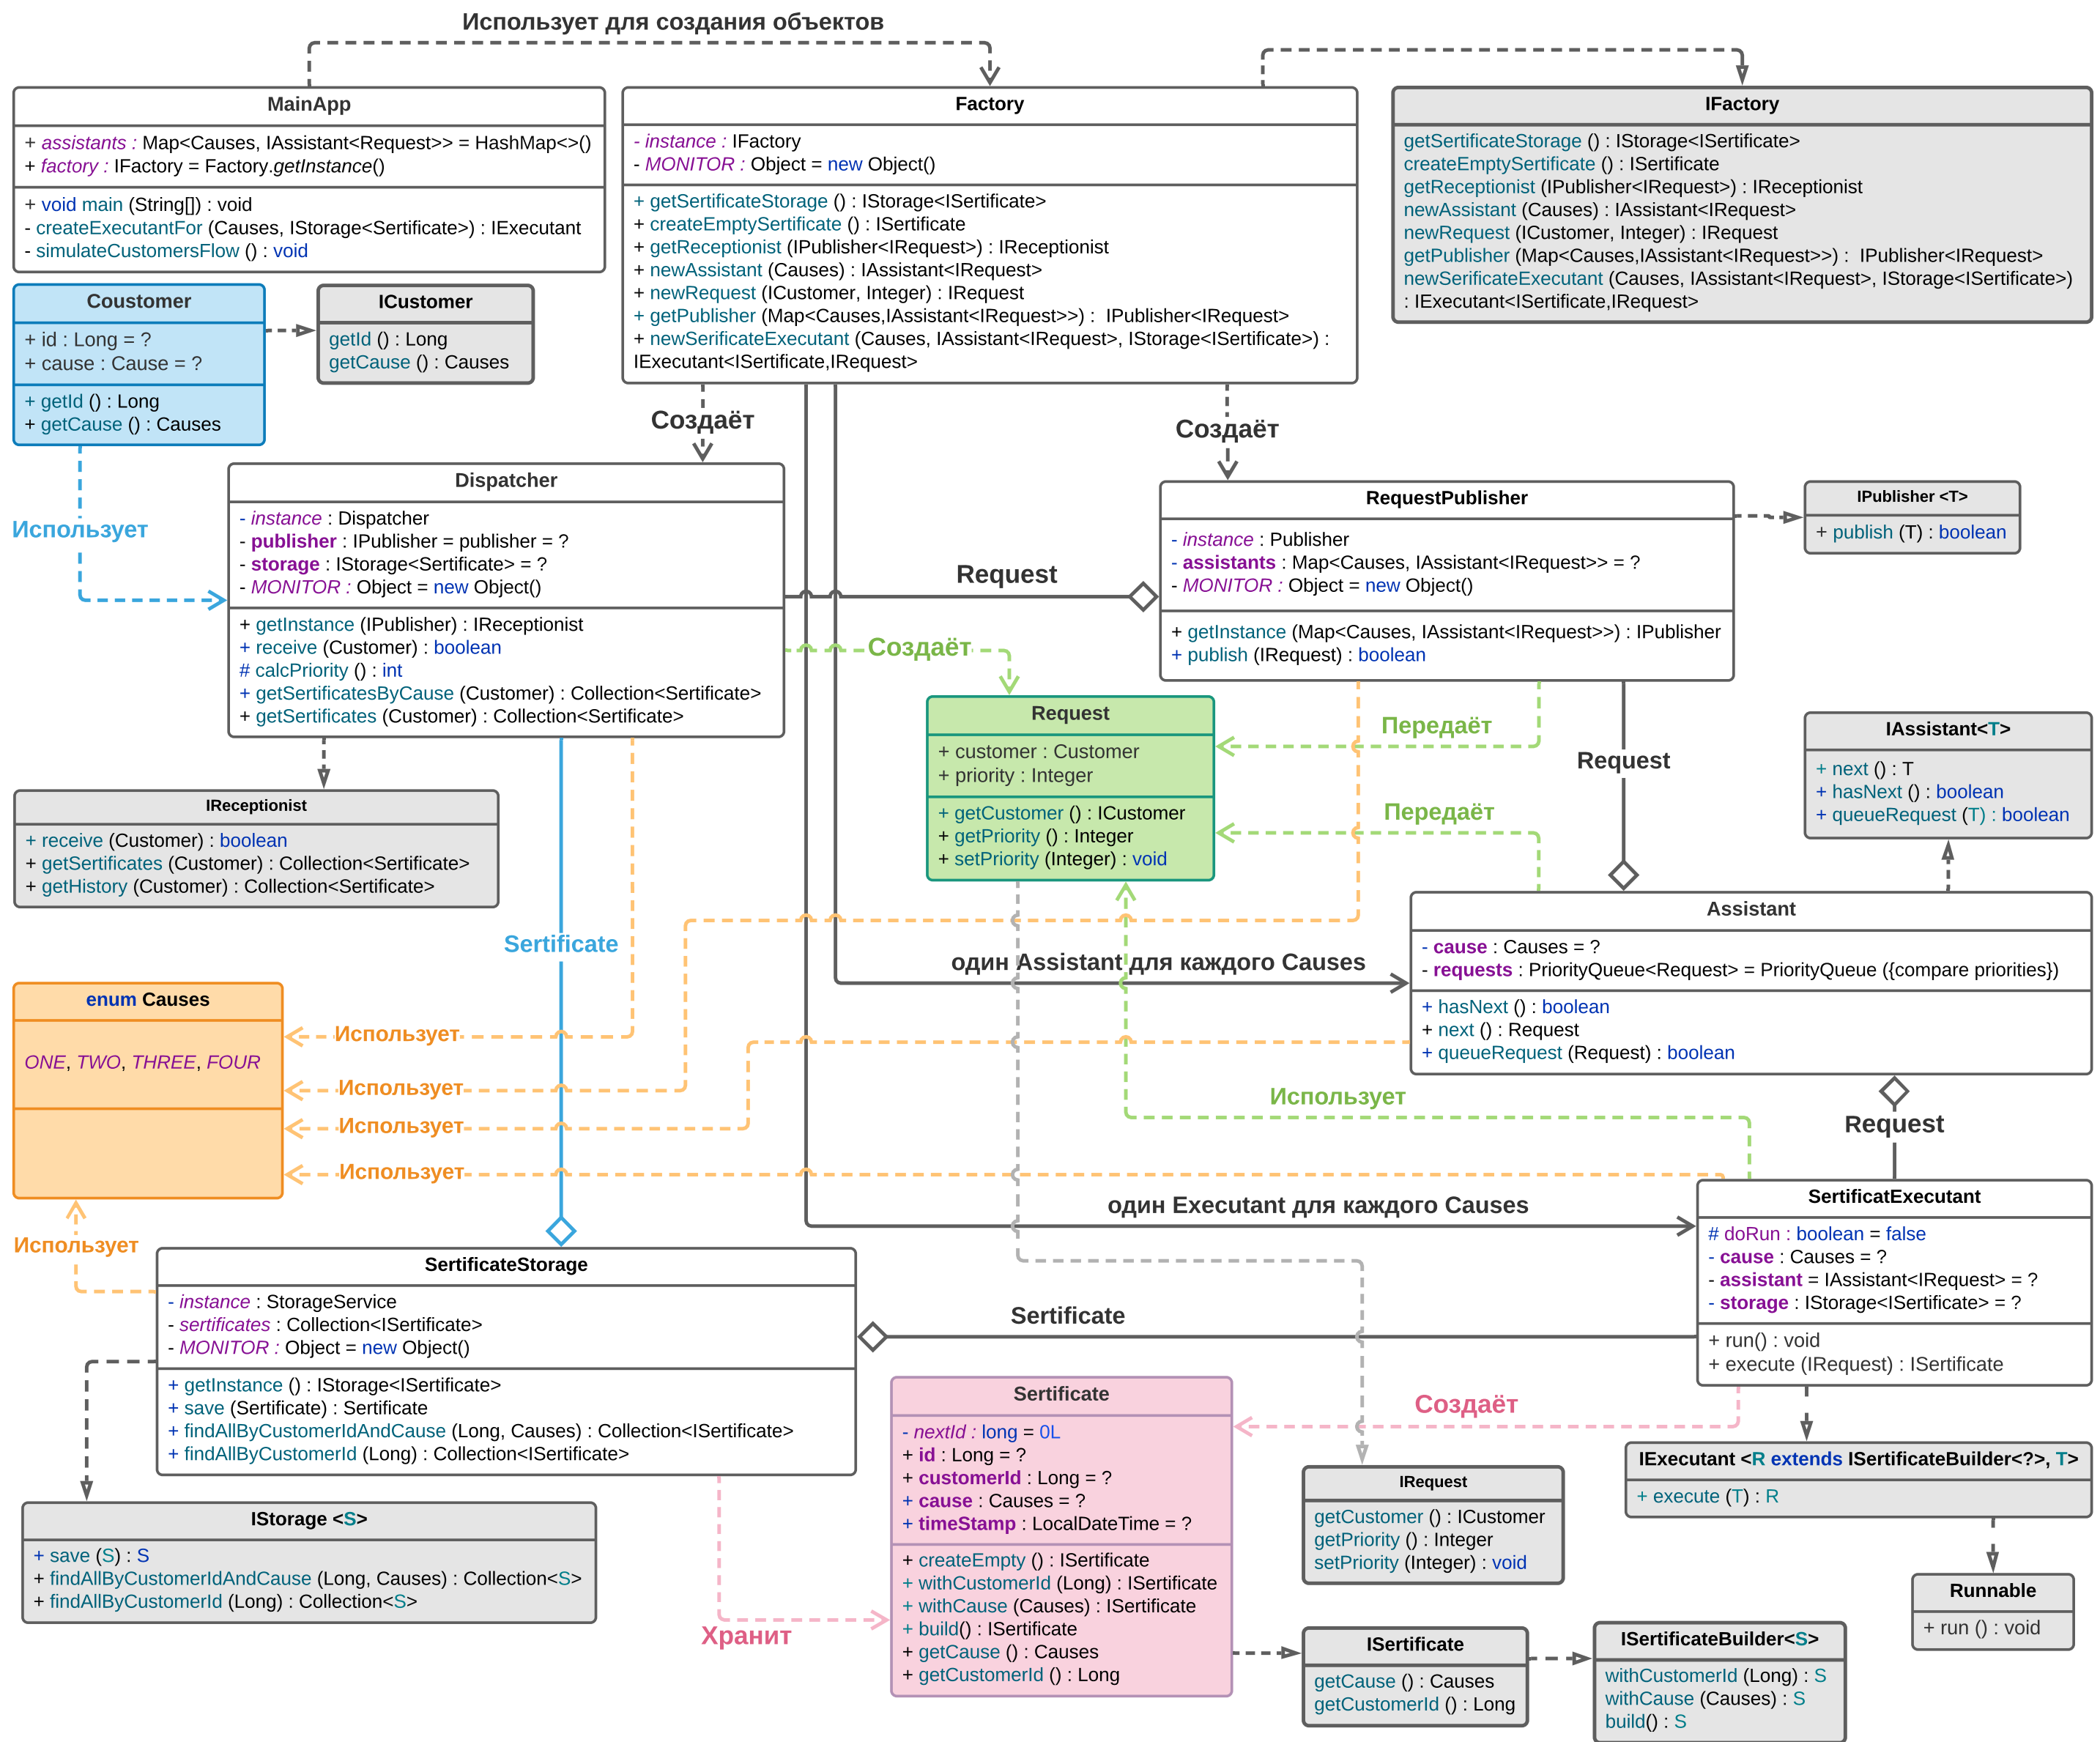 Использует для создания объектов
MainApp
+ assistants : Map<Causes, IAssistant<Request>> = HashMap<>()
+ factory : IFactory = Factory.getInstance()
+ void main (String[]) : void
- createExecutantFor (Causes, IStorage<Sertificate>) : IExecutant
- simulateCustomersFlow () : void
Factory
- instance : IFactory
- MONITOR : Object = new Object()
+ getSertificateStorage () : IStorage<ISertificate>
+ createEmptySertificate () : ISertificate
+ getReceptionist (IPublisher<IRequest>) : IReceptionist
+ newAssistant (Causes) : IAssistant<IRequest>
+ newRequest (ICustomer, Integer) : IRequest
+ getPublisher (Map<Causes,IAssistant<IRequest>>) :  IPublisher<IRequest>
+ newSerificateExecutant (Causes, IAssistant<IRequest>, IStorage<ISertificate>) :
IExecutant<ISertificate,IRequest>
IFactory
getSertificateStorage () : IStorage<ISertificate>
createEmptySertificate () : ISertificate
getReceptionist (IPublisher<IRequest>) : IReceptionist
newAssistant (Causes) : IAssistant<IRequest>
newRequest (ICustomer, Integer) : IRequest
getPublisher (Map<Causes,IAssistant<IRequest>>) :  IPublisher<IRequest>
newSerificateExecutant (Causes, IAssistant<IRequest>, IStorage<ISertificate>)
: IExecutant<ISertificate,IRequest>
Coustomer
+ id : Long = ?
+ cause : Cause = ?
+ getId () : Long
+ getCause () : Causes
ICustomer
getId () : Long
getCause () : Causes
Создаёт
Создаёт
Использует
Dispatcher
- instance : Dispatcher
- publisher : IPublisher = publisher = ?
- storage : IStorage<Sertificate> = ?
- MONITOR : Object = new Object()
+ getInstance (IPublisher) : IReceptionist
+ receive (Customer) : boolean
# calcPriority () : int
+ getSertificatesByCause (Customer) : Collection<Sertificate>
+ getSertificates (Customer) : Collection<Sertificate>
Request
RequestPublisher
- instance : Publisher
- assistants : Map<Causes, IAssistant<IRequest>> = ?
- MONITOR : Object = new Object()
+ getInstance (Map<Causes, IAssistant<IRequest>>) : IPublisher
+ publish (IRequest) : boolean
IPublisher <T>
+ publish (T) : boolean
Создаёт
Request
+ customer : Customer
+ priority : Integer
+ getCustomer () : ICustomer
+ getPriority () : Integer
+ setPriority (Integer) : void
Передаёт
Передаёт
Request
IAssistant<T>
+ next () : T
+ hasNext () : boolean
+ queueRequest (T) : boolean
IReceptionist
+ receive (Customer) : boolean
+ getSertificates (Customer) : Collection<Sertificate>
+ getHistory (Customer) : Collection<Sertificate>
Sertificate
один Assistant для каждого Causes
Assistant
- cause : Causes = ?
- requests : PriorityQueue<Request> = PriorityQueue ({compare priorities})
+ hasNext () : boolean
+ next () : Request
+ queueRequest (Request) : boolean
enum Causes
ONE, TWO, THREE, FOUR
Использует
Использует
Использует
Использует
Использует
Использует
Request
один Executant для каждого Causes
SertificatExecutant
# doRun : boolean = false
- cause : Causes = ?
- assistant = IAssistant<IRequest> = ?
- storage : IStorage<ISertificate> = ?
+ run() : void
+ execute (IRequest) : ISertificate
SertificateStorage
- instance : StorageService
- sertificates : Collection<ISertificate>
- MONITOR : Object = new Object()
+ getInstance () : IStorage<ISertificate>
+ save (Sertificate) : Sertificate
+ findAllByCustomerIdAndCause (Long, Causes) : Collection<ISertificate>
+ findAllByCustomerId (Long) : Collection<ISertificate>
Sertificate
Sertificate
- nextId : long = 0L
+ id : Long = ?
+ customerId : Long = ?
+ cause : Causes = ?
+ timeStamp : LocalDateTime = ?
+ createEmpty () : ISertificate
+ withCustomerId (Long) : ISertificate
+ withCause (Causes) : ISertificate
+ build() : ISertificate
+ getCause () : Causes
+ getCustomerId () : Long
Создаёт
IExecutant <R extends ISertificateBuilder<?>, T>
+ execute (T) : R
IRequest
getCustomer () : ICustomer
getPriority () : Integer
setPriority (Integer) : void
IStorage <S>
+ save (S) : S
+ findAllByCustomerIdAndCause (Long, Causes) : Collection<S>
+ findAllByCustomerId (Long) : Collection<S>
Хранит
Runnable
+ run () : void
ISertificate
getCause () : Causes
getCustomerId () : Long
ISertificateBuilder<S>
withCustomerId (Long) : S
withCause (Causes) : S
build() : S